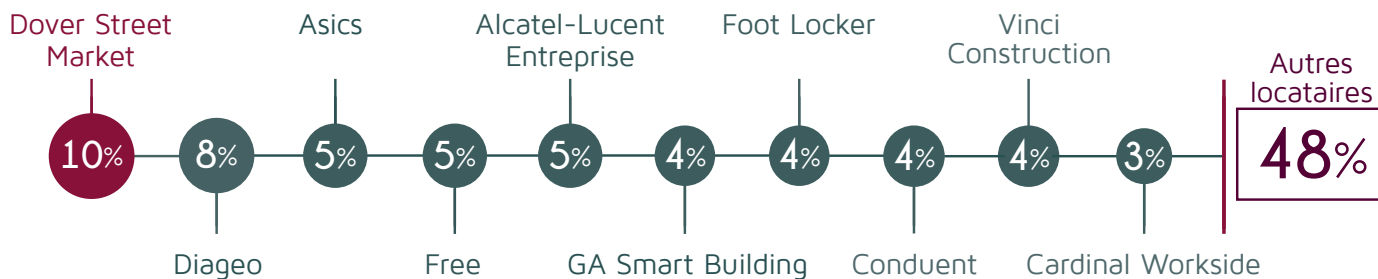 Dover Street
Market
Asics
Alcatel-Lucent
Entreprise
Foot Locker
Vinci
Construction
Autres
locataires
10%
8%
5%
5%
5%
4%
4%
4%
4%
3%
48%
Diageo
Free
GA Smart Building
Conduent
Cardinal Workside